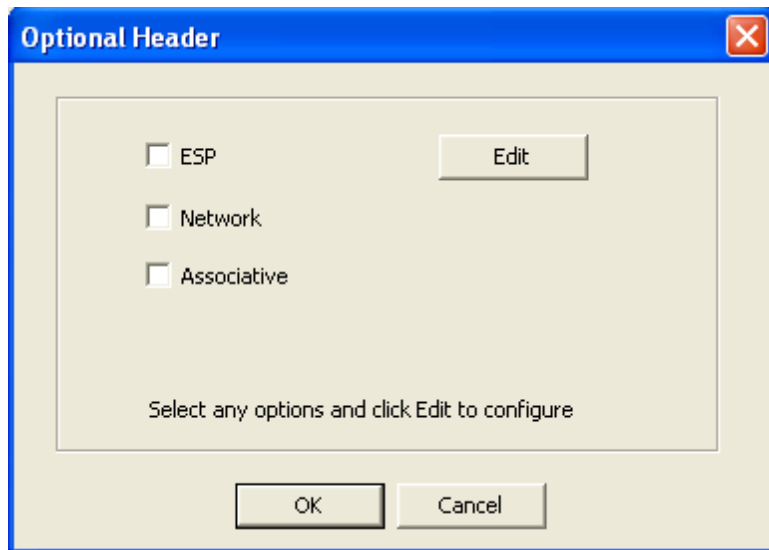 Optional Header
ESP
Edit
Network
Associative
Select any options and click Edit to configure
OK
Cancel